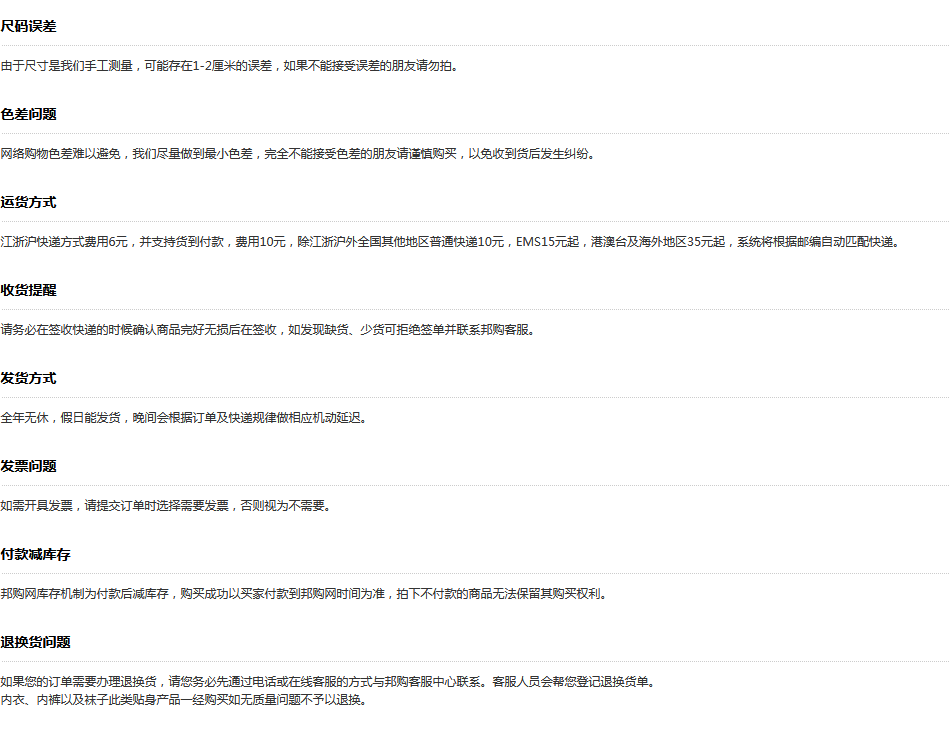 尺码误差
由于尺寸是我们手工测量，可能存在1-2厘米的误差，如果不能接受误差的朋友请勿拍。
色差问题
网络购物色差难以避免，我们尽量做到最小色差，完全不能接受色差的朋友请谨慎购买，以免收到货后发生纠纷。
运货方式
江浙沪快递方式费用6元，并支持货到付款，费用10元，除江浙沪外全国其他地区普通快递10元，EMS15元起，港澳台及海外地区35元起，系统将根据邮编自动匹配快递。
收货提醒
请务必在签收快递的时候确认商品完好无损后在签收，如发现缺货、少货可拒绝签单并联系邦购客服。
发货方式
全年无休，假日能发货，晚间会根据订单及快递规律做相应机动延迟。
发票问题
如需开具发票，请提交订单时选择需要发票，否则视为不需要。
付款减库存
邦购网库存机制为付款后减库存，购买成功以买家付款到邦购网时间为准，拍下不付款的商品无法保留其购买权利。
退换货问题
如果您的订单需要办理退换货，请您务必先通过电话或在线客服的方式与邦购客服中心联系。客服人员会帮您登记退换货单。
内衣、内裤以及袜子此类贴身产品一经购买如无质量问题不予以退换。